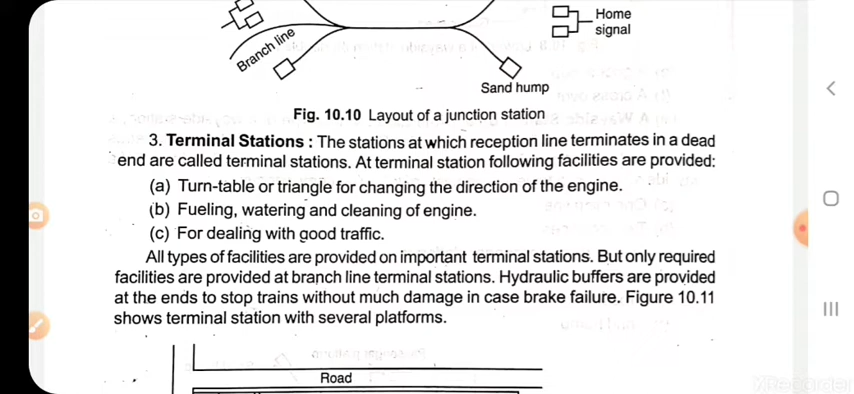 Home
signal
Branch line
Sand hump
Fig. 10.10 Layout of a junction station
3. Terminal Stations : The stations at which reception line terminates in a dead
end are called terminal stations. At terminal station following facilities are provided:
(a) Turn-table or triangle for changing the direction of the engine.
(b) Fueling, watering and cleaning of engine.
(c) For dealing with good traffic.
All types of facilities are provided on important terminal stations. But only required
facilities are provided at branch line terminal stations. Hydraulic buffers are provided
at the ends to stop trains without much damage in case brake failure. Figure 10.11
shows terminal station with several platforms.
Road